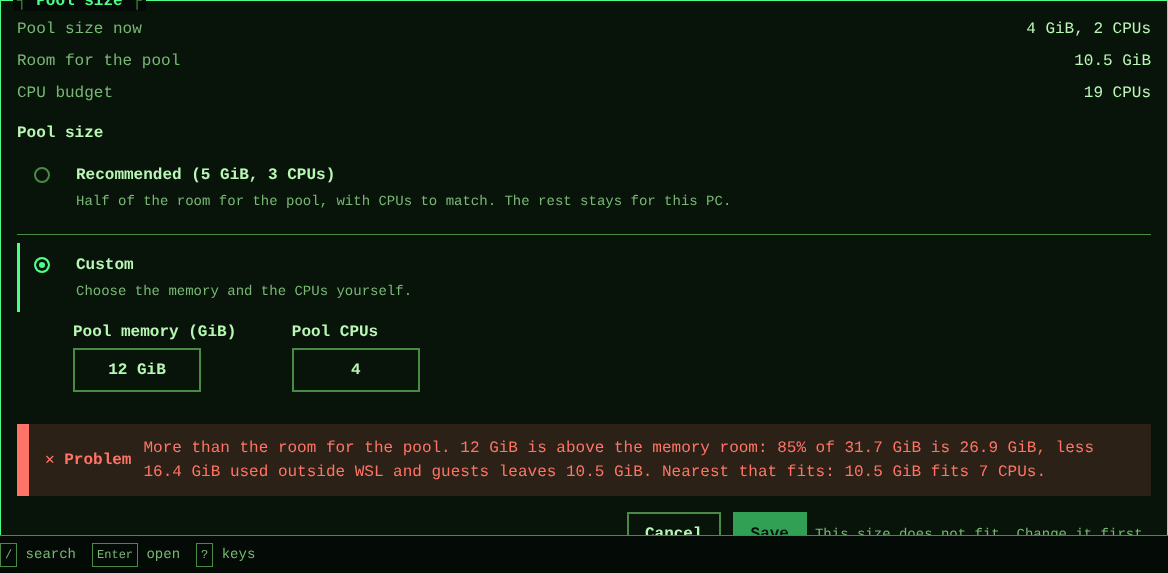 Pool size
Pool size now 4 GiB, 2 CPUs
Room for the pool 10.5 GiB
CPU budget 19 CPUs
Pool size
Recommended (5 GiB, 3 CPUs)
Half of the room for the pool, with CPUs to match. The rest stays for this PC.
Custom
Choose the memory and the CPUs yourself.
Pool memory (GiB) Pool CPUs
12 GiB 4
× Problem More than the room for the pool. 12 GiB is above the memory room: 85% of 31.7 GiB is 26.9 GiB, less
16.4 GiB used outside WSL and guests leaves 10.5 GiB. Nearest that fits: 10.5 GiB fits 7 CPUs.
Cancel Save This size does not fit. Change it first.
/ search Enter open ? keys